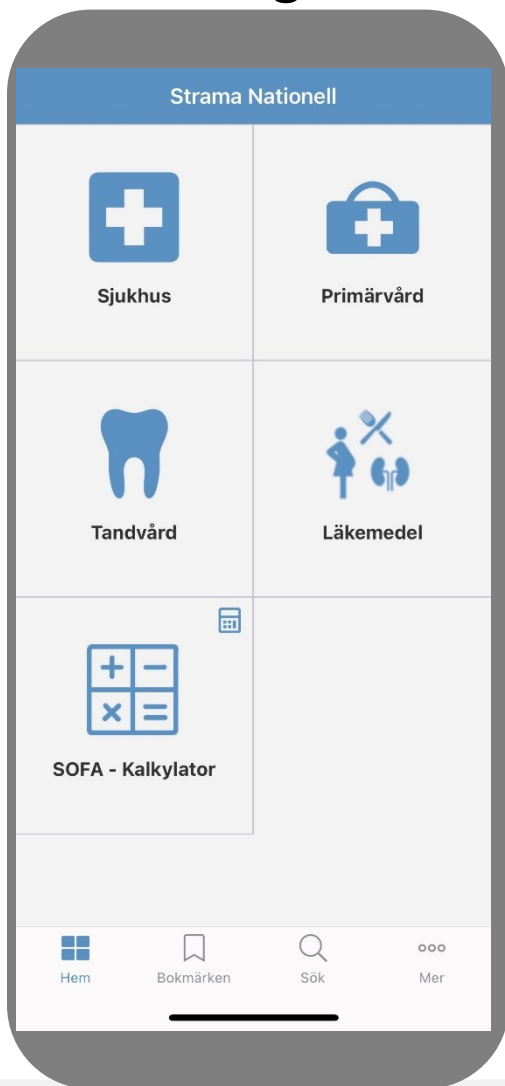 Strama Nationell
Sjukhus
Primärvård
Tandvård
Läkemedel
SOFA - Kalkylator
Hem
Bokmärken
Sök
Mer